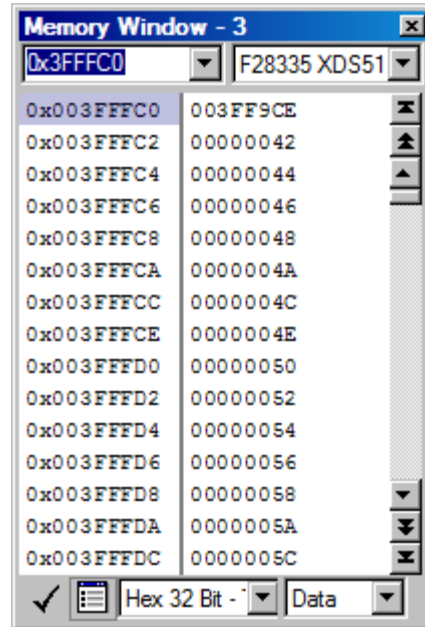 Memory Window - 3
0x3FFFC0 F28335 XDS51
0x003FFFC0 003FF9CE
0x003FFFC2 00000042
0x003FFFC4 00000044
0x003FFFC6 00000046
0x003FFFC8 00000048
0x003FFFCA 0000004A
0x003FFFCC 0000004C
0x003FFFCE 0000004E
0x003FFFD0 00000050
0x003FFFD2 00000052
0x003FFFD4 00000054
0x003FFFD6 00000056
0x003FFFD8 00000058
0x003FFFDA 0000005A
0x003FFFDC 0000005C
Hex 32 Bit - Data